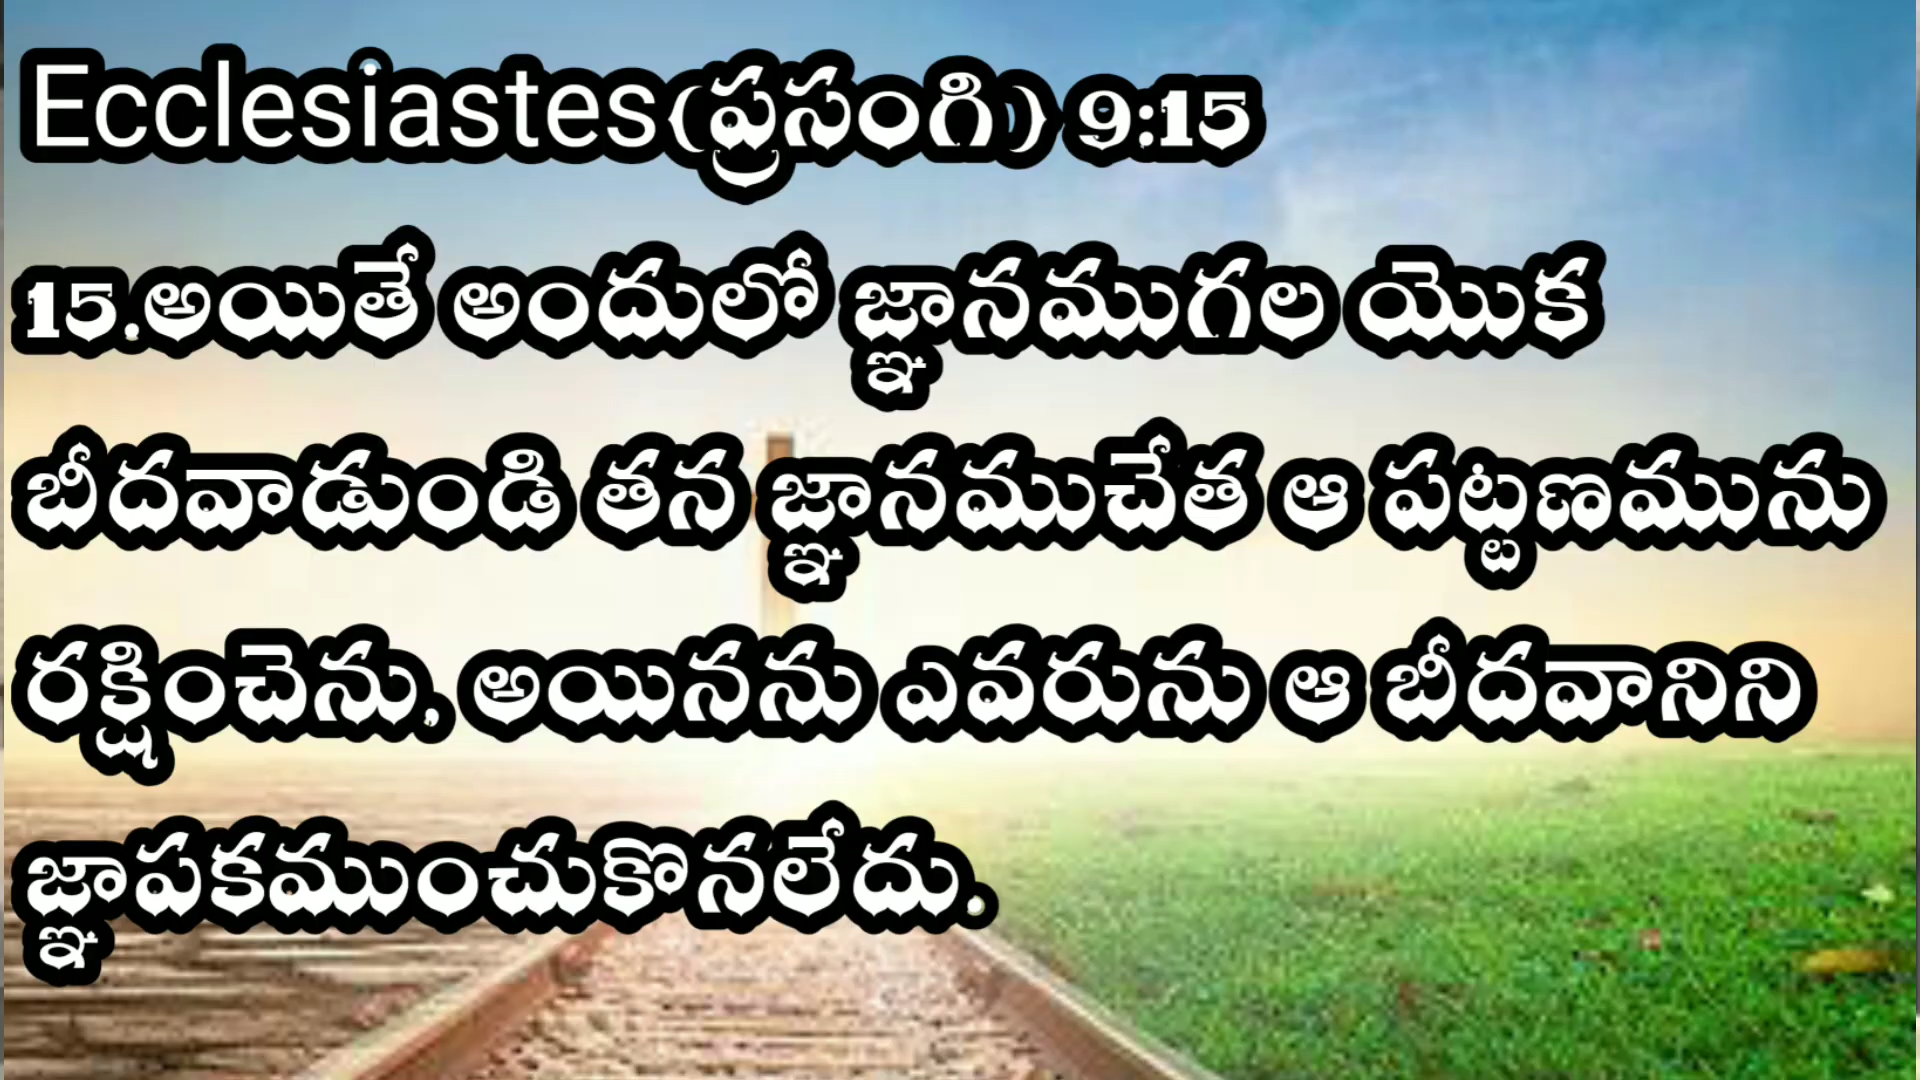 Ecclesiastes(ప్రసంగి) 9:15
15.అయితే అందులో జ్ఞానముగల యొక
బీదవాడుండి తన జ్ఞానముచేత ఆ పట్టణమును
రక్షించెను, అయినను ఎవరును ఆ బీదవానిని
జ్ఞాపకముంచుకొనలేదు.